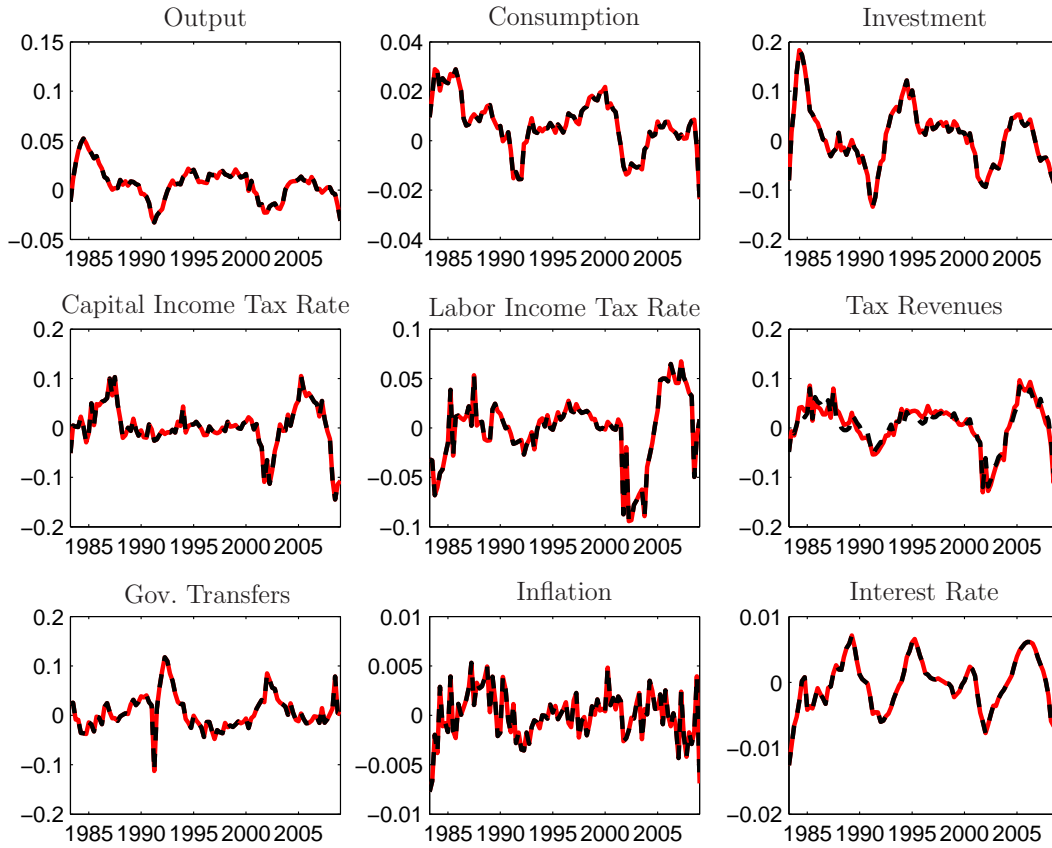 Output
0.15
0.1
0.05
0
−0.05
1985 1990 1995 2000 2005
Consumption
0.04
0.02
0
−0.02
−0.04
1985 1990 1995 2000 2005
Investment
0.2
0.1
0
−0.1
−0.2
1985 1990 1995 2000 2005
Capital Income Tax Rate
0.2
0.1
0
−0.1
−0.2
1985 1990 1995 2000 2005
Labor Income Tax Rate
0.1
0.05
0
−0.05
−0.1
1985 1990 1995 2000 2005
Tax Revenues
0.2
0.1
0
−0.1
−0.2
1985 1990 1995 2000 2005
Gov. Transfers
0.2
0.1
0
−0.1
−0.2
1985 1990 1995 2000 2005
Inflation
0.01
0.005
0
−0.005
−0.01
1985 1990 1995 2000 2005
Interest Rate
0.01
0
−0.01
−0.02
1985 1990 1995 2000 2005